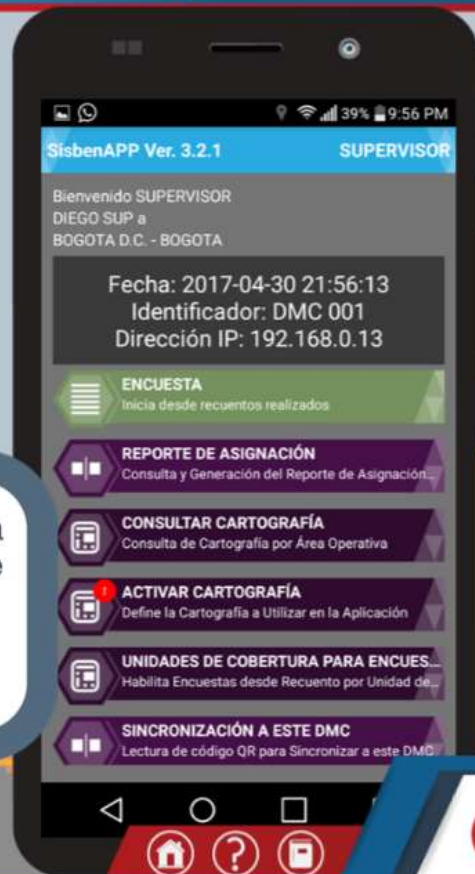 39% 9:56 PM
SisbenAPP Ver. 3.2.1 SUPERVISOR
Bienvenido SUPERVISOR
DIEGO SUP a
BOGOTA D.C. - BOGOTA
Fecha: 2017-04-30 21:56:13
Identificador: DMC 001
Dirección IP: 192.168.0.13
ENCUESTA
Inicia desde recuentos realizados
REPORTE DE ASIGNACIÓN
Consulta y Generación del Reporte de Asignación...
CONSULTAR CARTOGRAFÍA
Consulta de Cartografía por Área Operativa
ACTIVAR CARTOGRAFÍA
Define la Cartografía a Utilizar en la Aplicación
UNIDADES DE COBERTURA PARA ENCUES...
Habilita Encuestas desde Recuento por Unidad de...
SINCRONIZACIÓN A ESTE DMC
Lectura de código QR para Sincronizar a este DMC